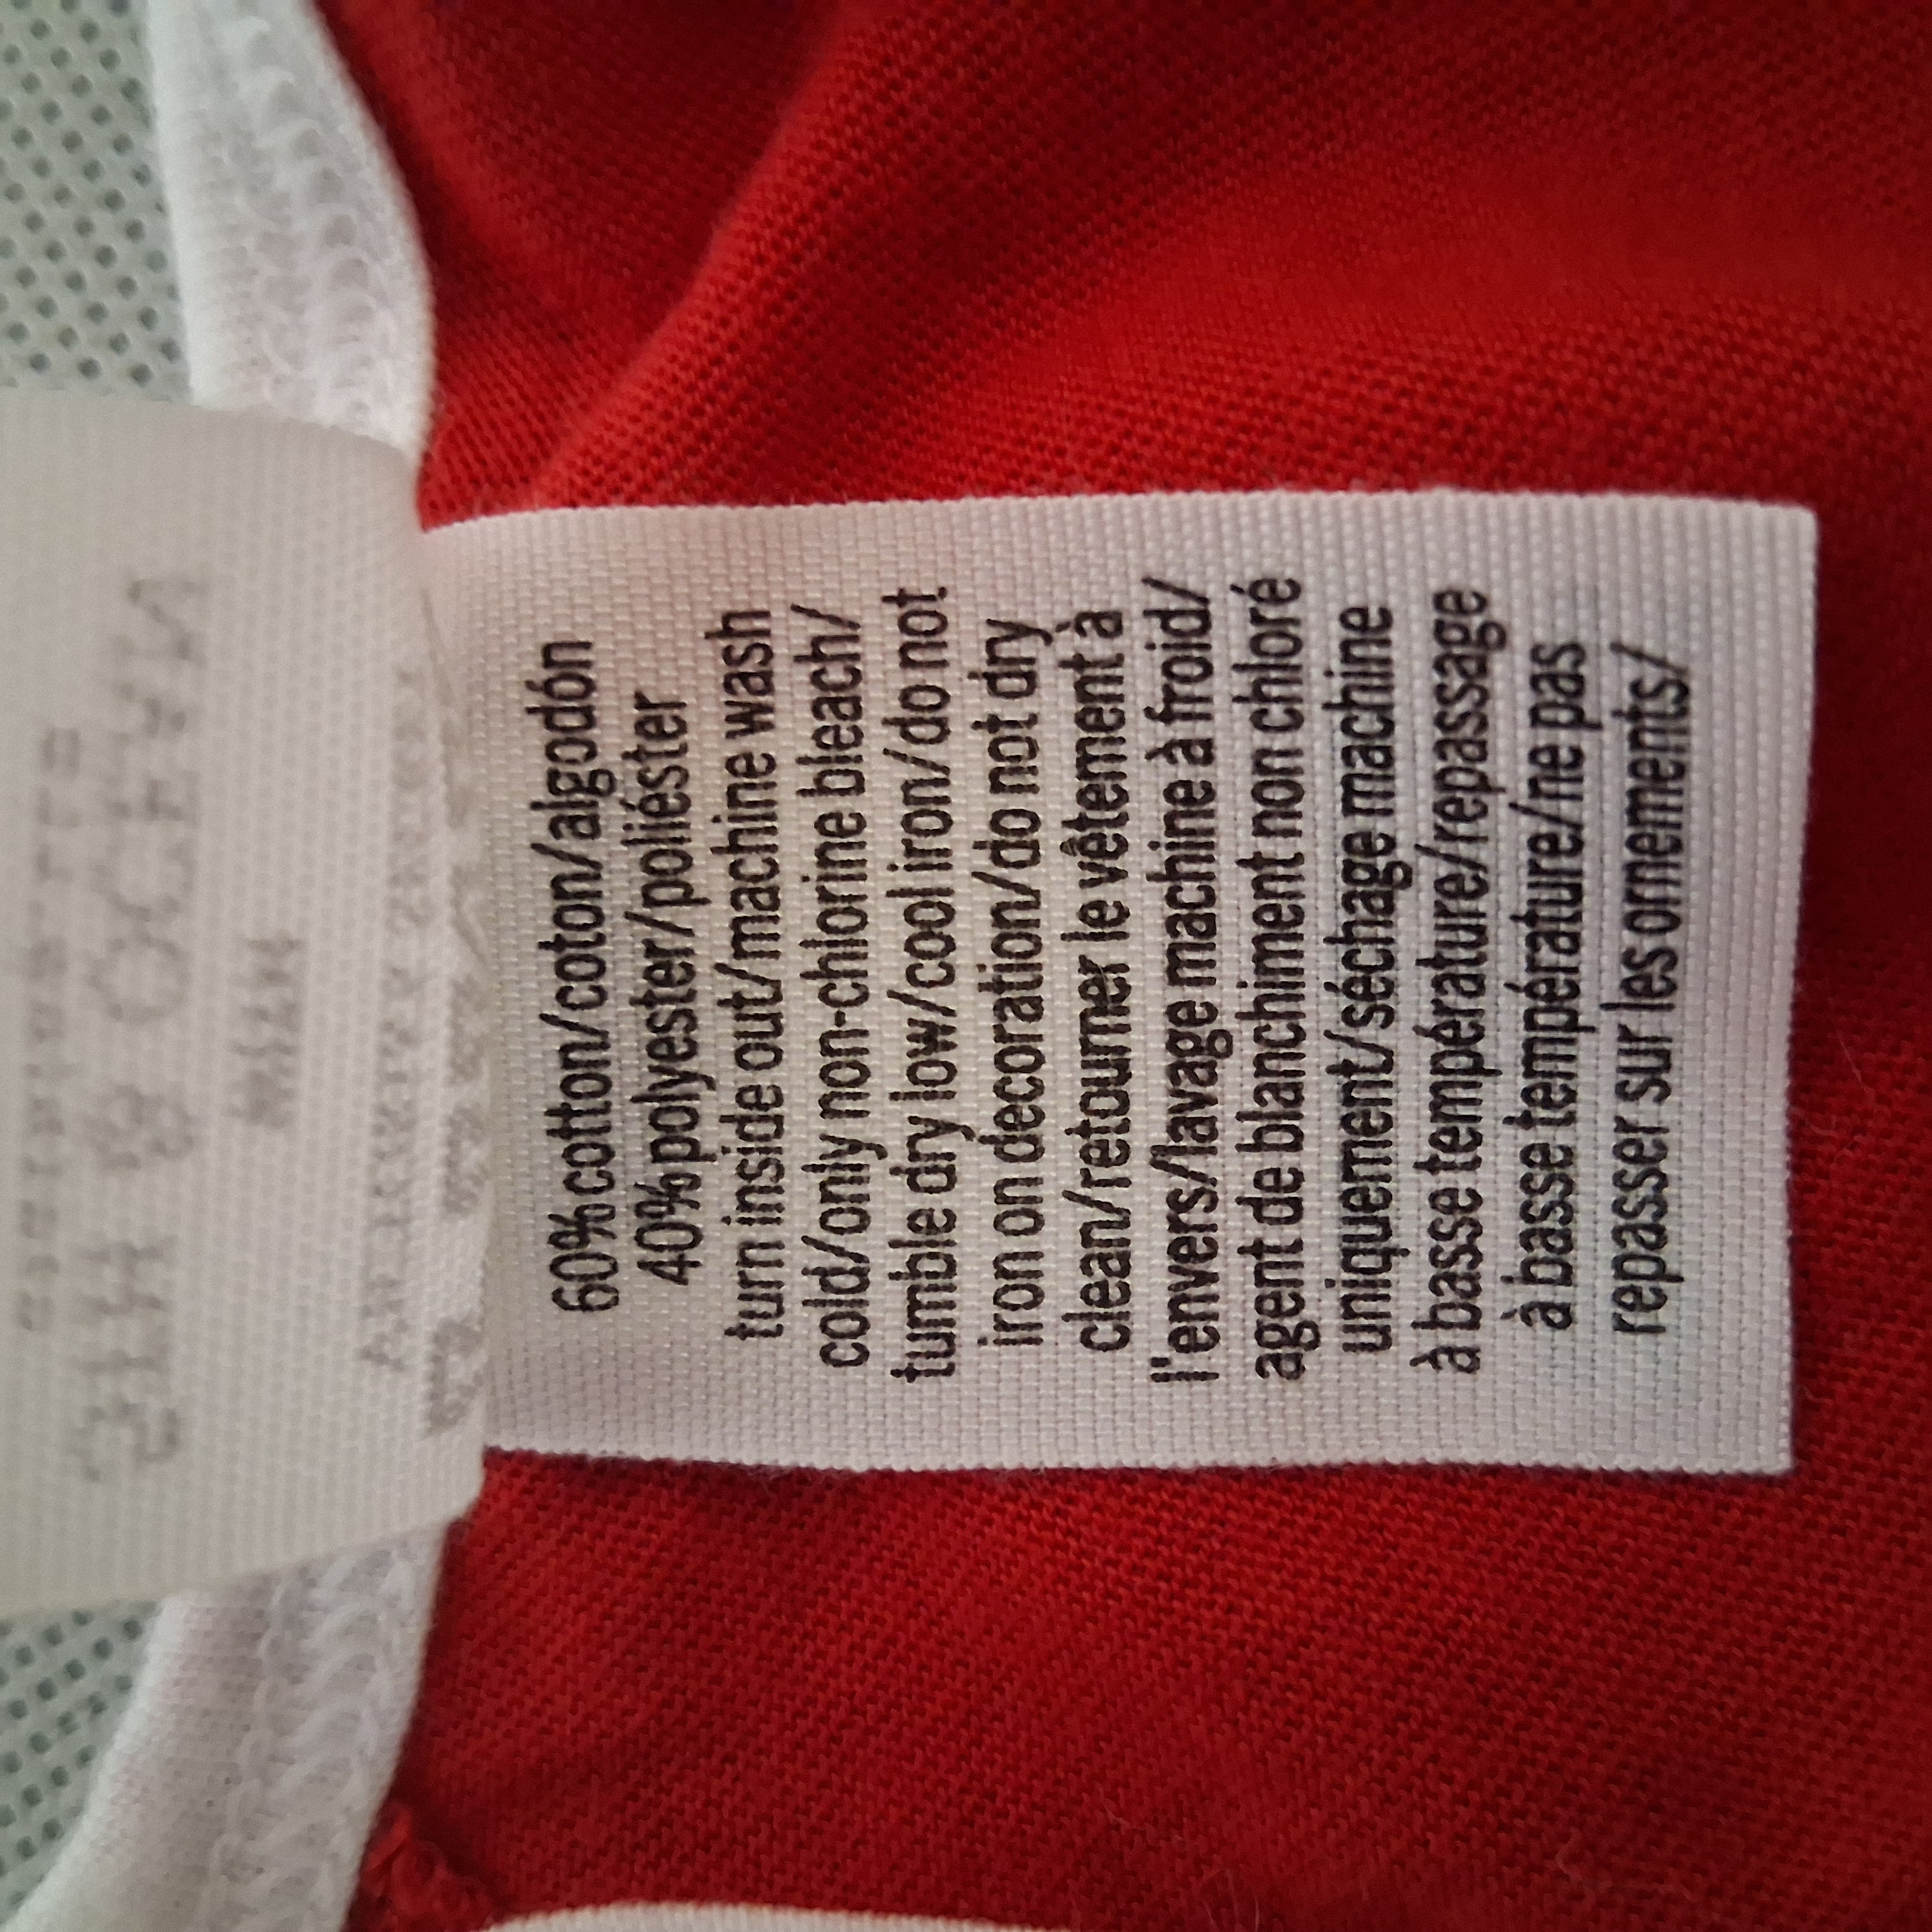 60%cotton/coton/algodón
40%polyester/poliéster
turn inside out/machine wash
cold/only non-chlorine bleach/
tumble dry low/cool iron/do not
iron on decoration/do not dry
clean/retourner le vêtement à
l'envers/lavage machine à froid/
agent de blanchiment non chloré
uniquement/séchage machine
à basse température/repassage
à basse température/ne pas
repasser sur les ornements/